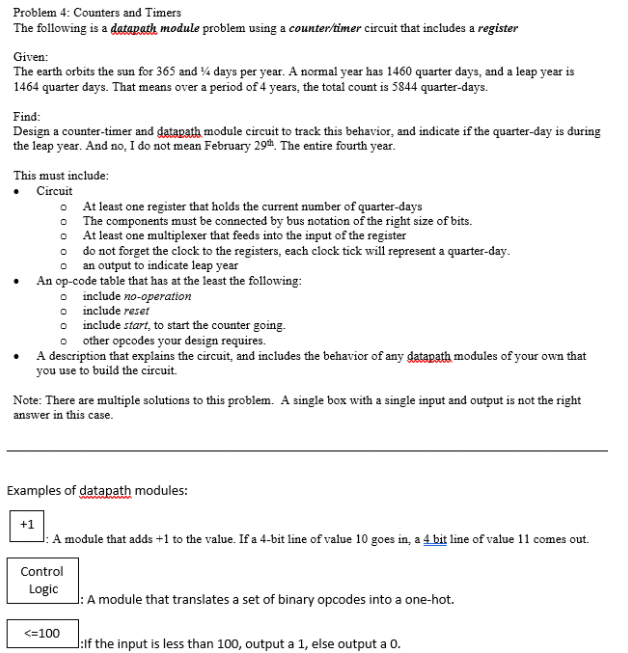 Problem 4: Counters and Timers
The following is a datapath module problem using a counter/timer circuit that includes a register
Given:
The earth orbits the sun for 365 and ¼ days per year. A normal year has 1460 quarter days, and a leap year is
1464 quarter days. That means over a period of 4 years, the total count is 5844 quarter-days.
Find:
Design a counter-timer and datapath module circuit to track this behavior, and indicate if the quarter-day is during
the leap year. And no, I do not mean February 29th. The entire fourth year.
This must include:
• Circuit
o At least one register that holds the current number of quarter-days
o The components must be connected by bus notation of the right size of bits.
o At least one multiplexer that feeds into the input of the register
o do not forget the clock to the registers, each clock tick will represent a quarter-day.
o an output to indicate leap year
• An op-code table that has at the least the following:
o include no-operation
o include reset
o include start, to start the counter going.
o other opcodes your design requires.
• A description that explains the circuit, and includes the behavior of any datapath modules of your own that
you use to build the circuit.
Note: There are multiple solutions to this problem. A single box with a single input and output is not the right
answer in this case.
Examples of datapath modules:
+1
: A module that adds +1 to the value. If a 4-bit line of value 10 goes in, a 4 bit line of value 11 comes out.
Control
Logic
: A module that translates a set of binary opcodes into a one-hot.
<=100
:If the input is less than 100, output a 1, else output a 0.